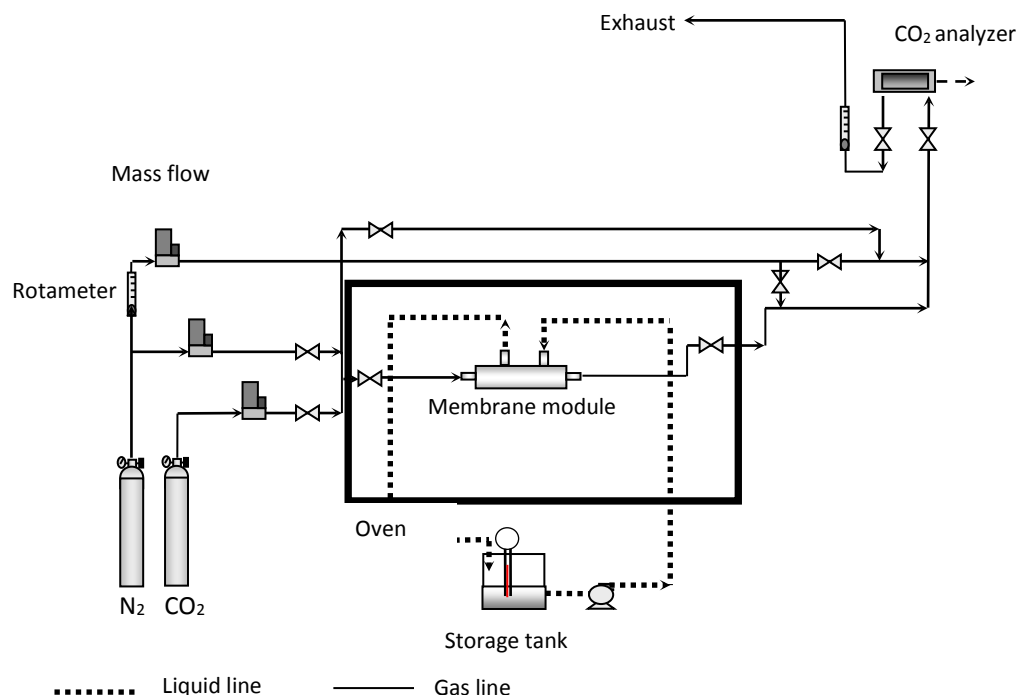 Exhaust
CO₂ analyzer
Mass flow
Rotameter
Membrane module
Oven
N₂
CO₂
Storage tank
Liquid line
Gas line